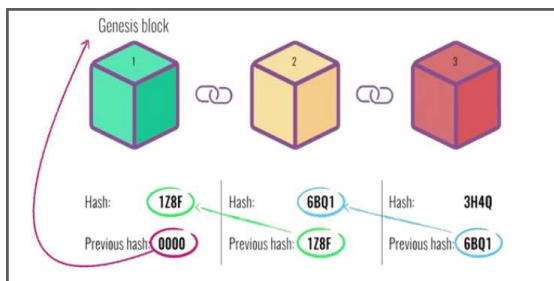 Genesis block
1 2 3
Hash: 1Z8F Hash: 6BQ1 Hash: 3H4Q
Previous hash: 0000 Previous hash: 1Z8F Previous hash: 6BQ1